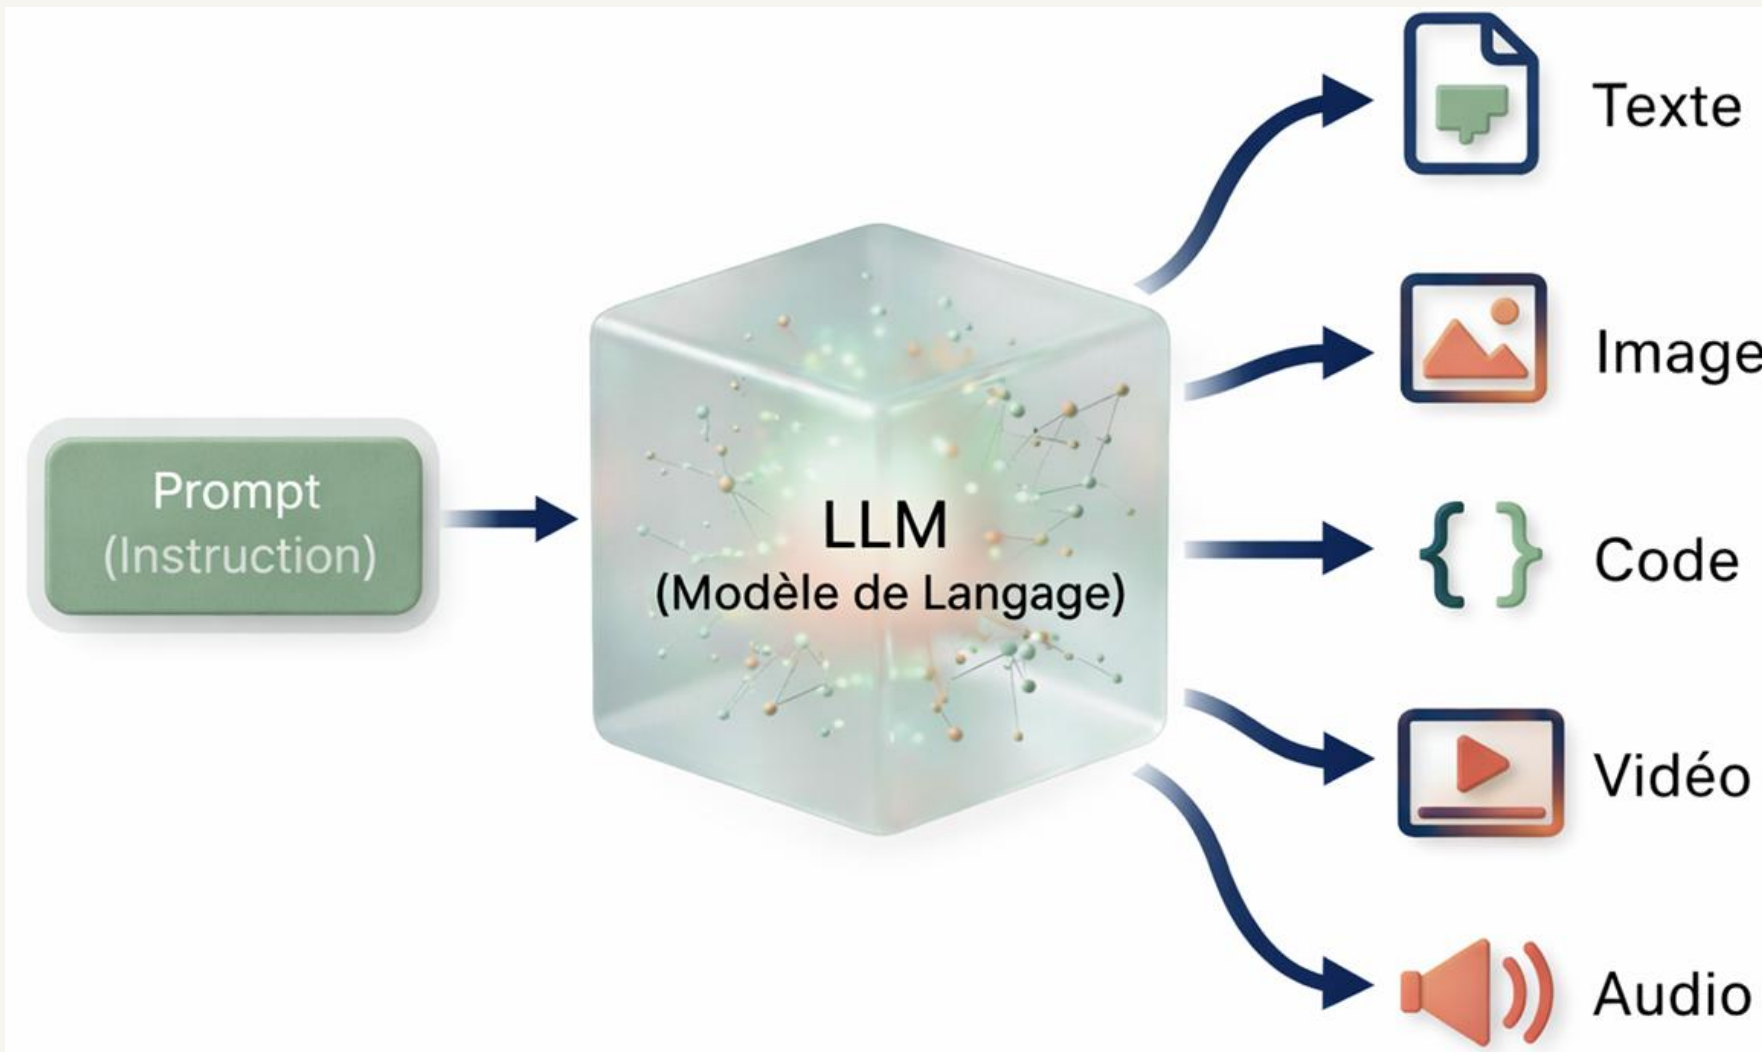 Prompt
(Instruction)
LLM
(Modèle de Langage)
Texte
Image
Code
Vidéo
Audio